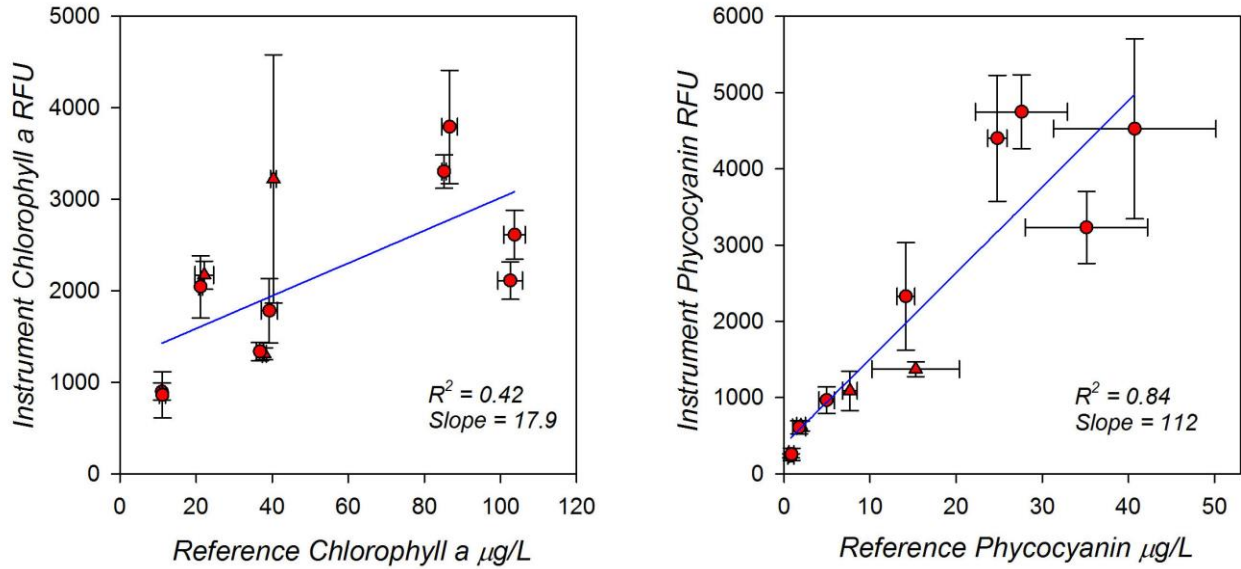 Instrument Chlorophyll a RFU
5000
4000
3000
2000
1000
0
R² = 0.42
Slope = 17.9
0 20 40 60 80 100 120
Reference Chlorophyll a μg/L
Instrument Phycocyanin RFU
6000
5000
4000
3000
2000
1000
0
R² = 0.84
Slope = 112
0 10 20 30 40 50
Reference Phycocyanin μg/L